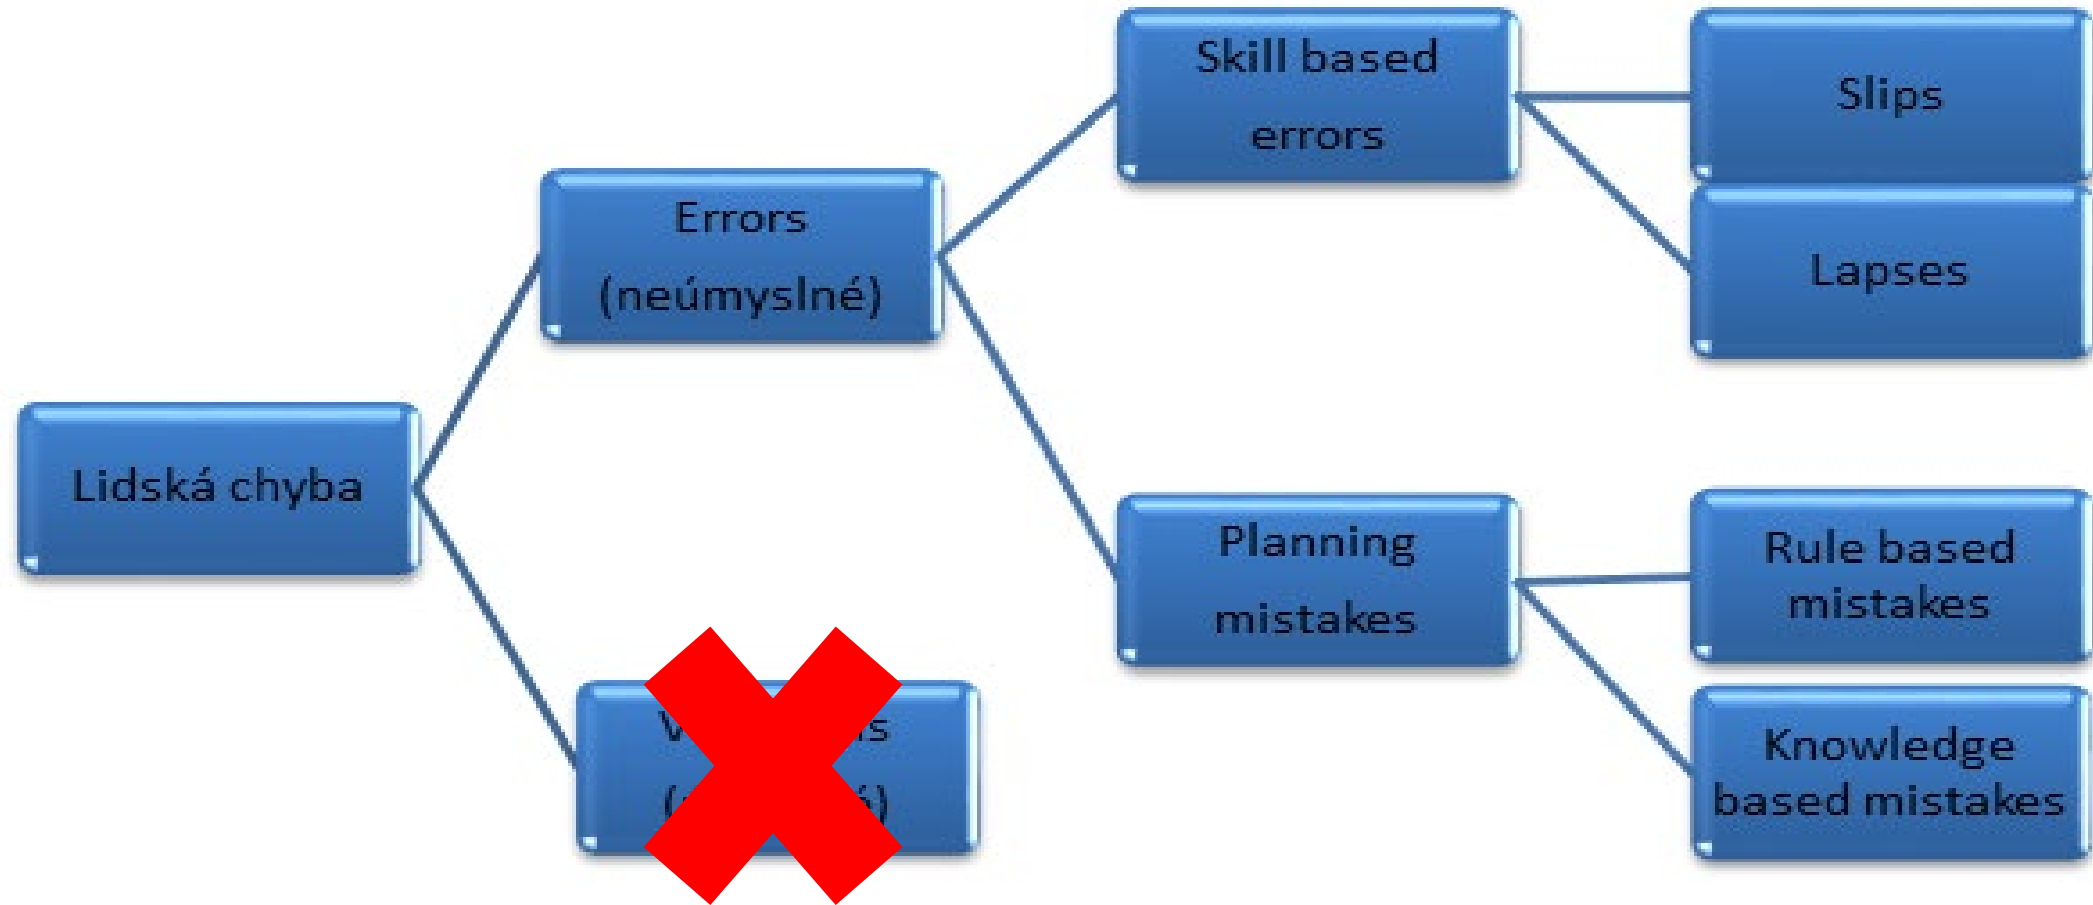 Lidská chyba
Errors
(neúmyslné)
Skill based
errors
Slips
Lapses
Planning
mistakes
Rule based
mistakes
Knowledge
based mistakes